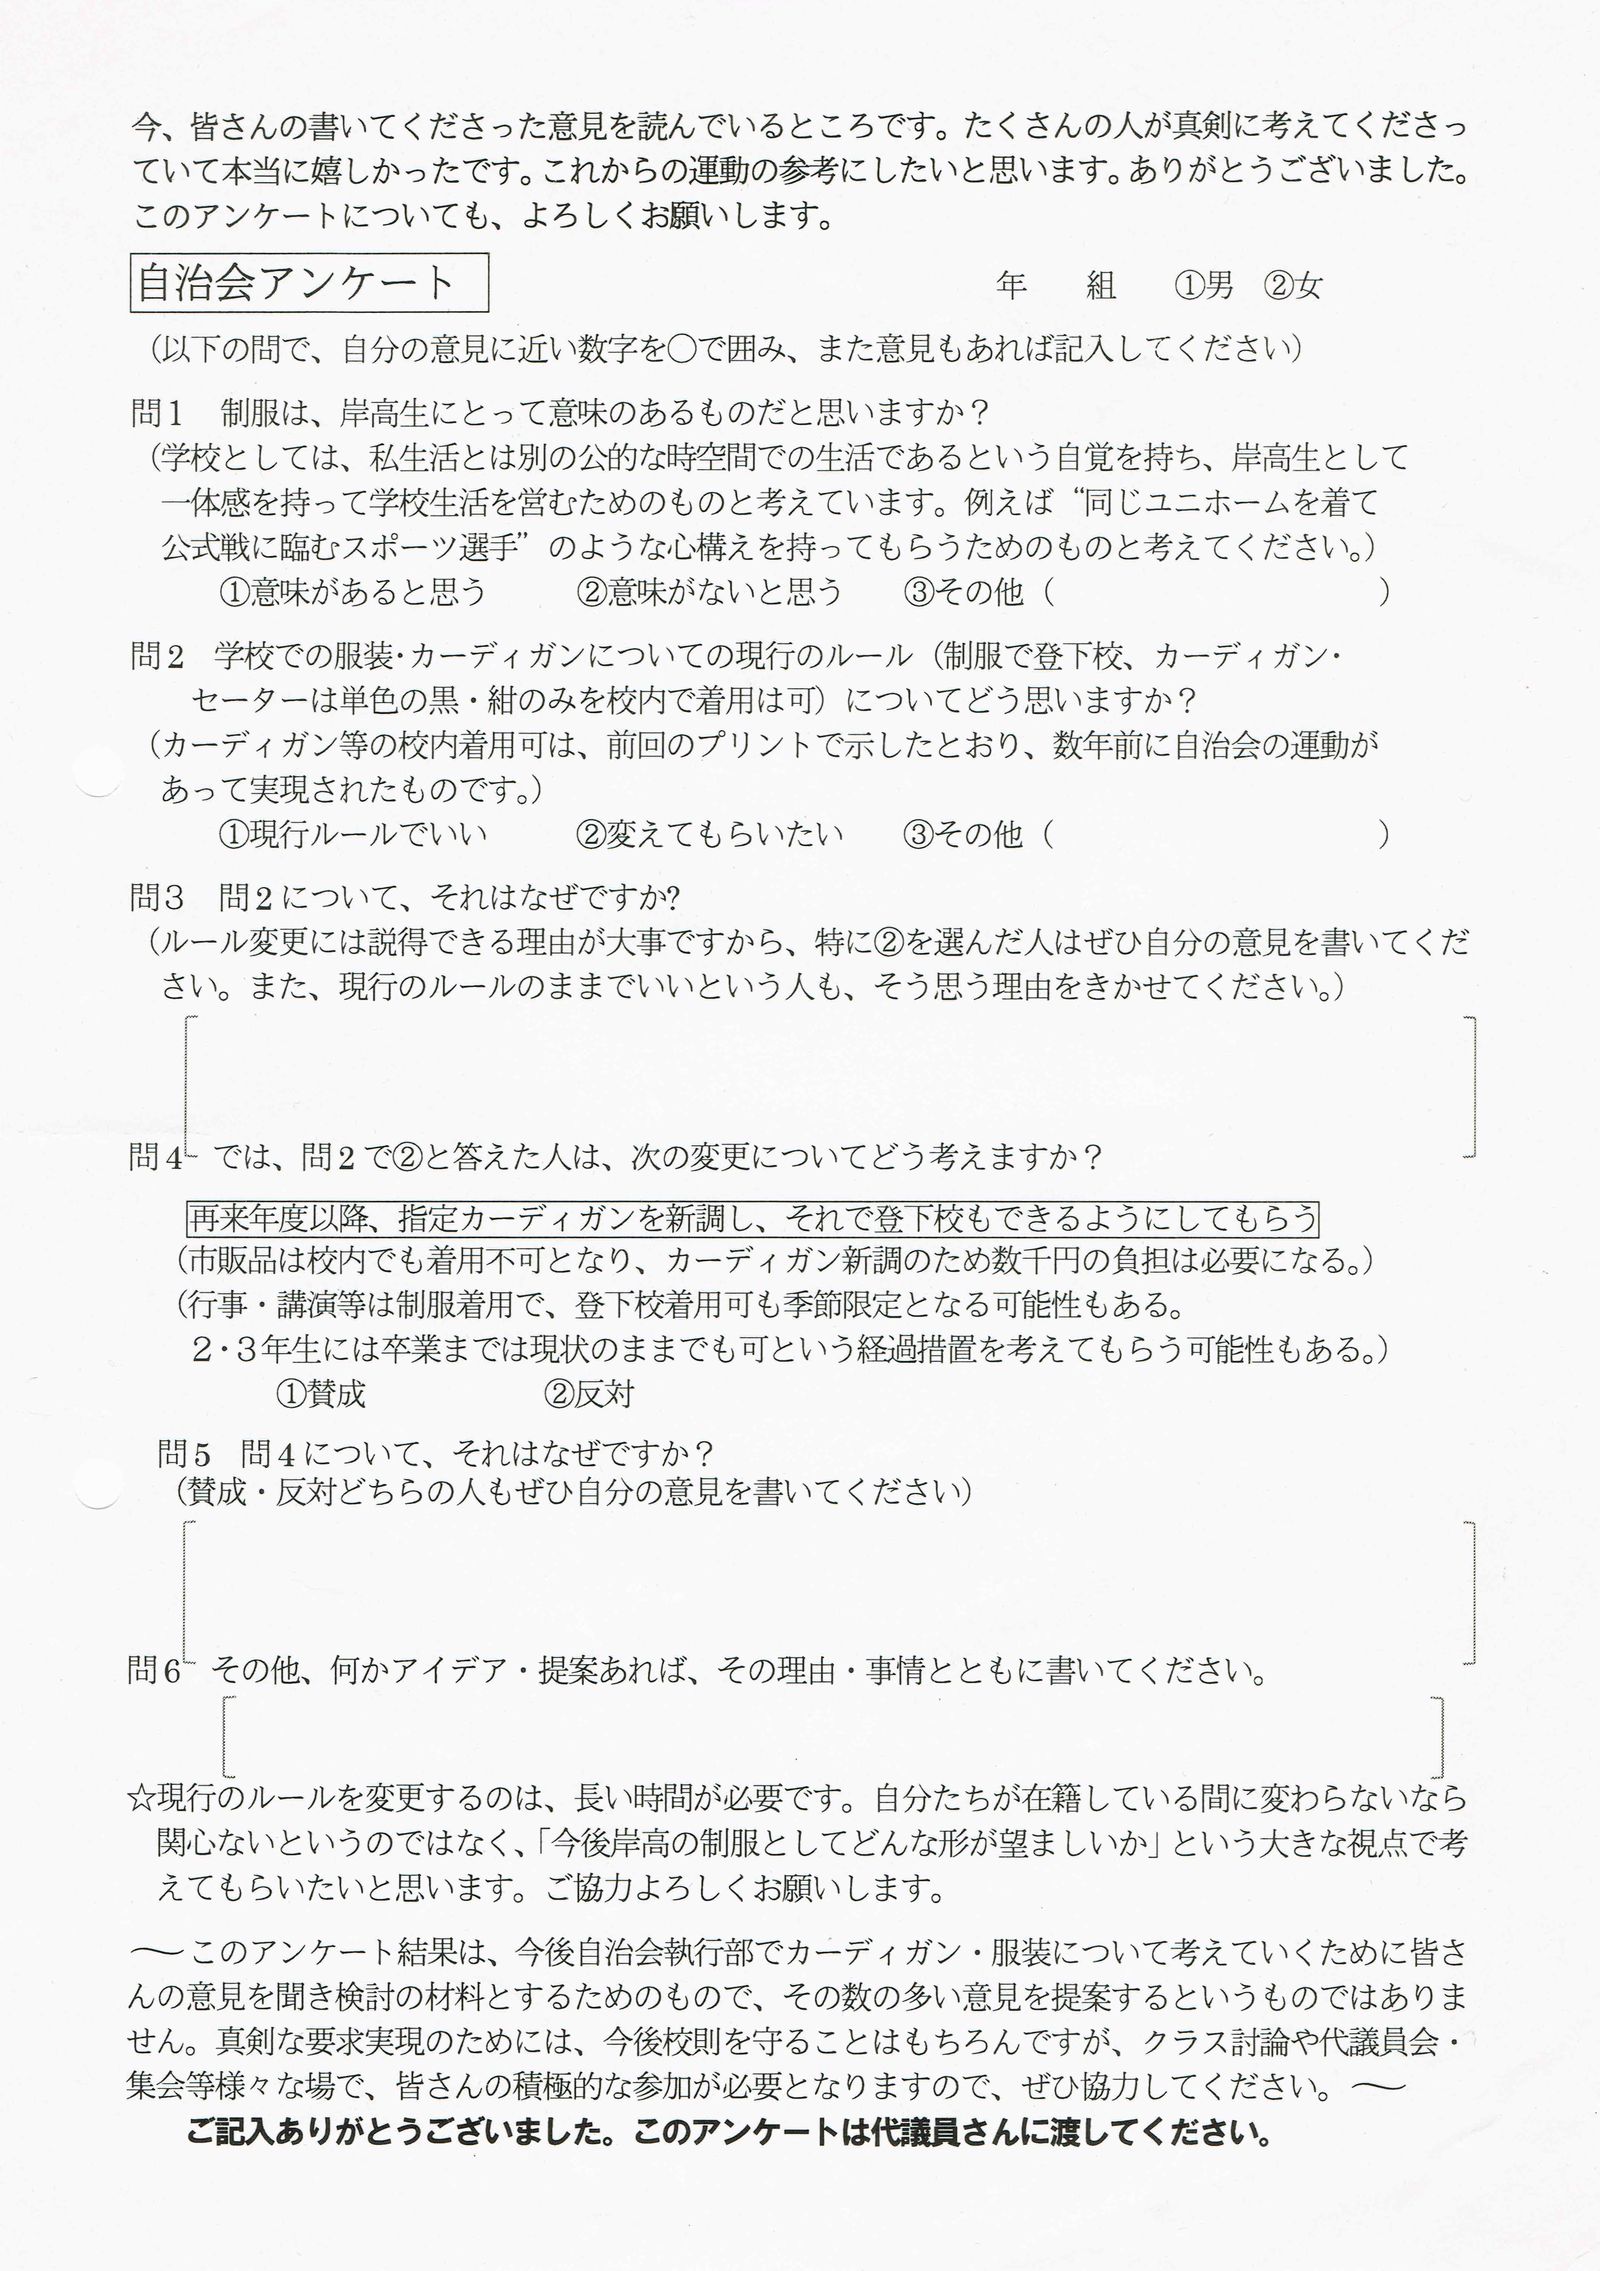 今、皆さんの書いてくださった意見を読んでいるところです。たくさんの人が真剣に考えてくださっ
ていて本当に嬉しかったです。これからの運動の参考にしたいと思います。ありがとうございました。
このアンケートについても、よろしくお願いします。
自治会アンケート
年　　組　　①男　②女
（以下の問で、自分の意見に近い数字を○で囲み、また意見もあれば記入してください）
問１　制服は、岸高生にとって意味のあるものだと思いますか？
（学校としては、私生活とは別の公的な時空間での生活であるという自覚を持ち、岸高生として
一体感を持って学校生活を営むためのものと考えています。例えば“同じユニホームを着て
公式戦に臨むスポーツ選手”のような心構えを持ってもらうためのものと考えてください。）
①意味があると思う　　　②意味がないと思う　　③その他（　　　　　　　　　　　）
問２　学校での服装・カーディガンについての現行のルール（制服で登下校、カーディガン・
セーターは単色の黒・紺のみを校内で着用は可）についてどう思いますか？
（カーディガン等の校内着用可は、前回のプリントで示したとおり、数年前に自治会の運動が
あって実現されたものです。）
①現行ルールでいい　　　②変えてもらいたい　　③その他（　　　　　　　　　　　）
問３　問２について、それはなぜですか?
（ルール変更には説得できる理由が大事ですから、特に②を選んだ人はぜひ自分の意見を書いてくだ
さい。また、現行のルールのままでいいという人も、そう思う理由をきかせてください。）
問４　では、問２で②と答えた人は、次の変更についてどう考えますか？
再来年度以降、指定カーディガンを新調し、それで登下校もできるようにしてもらう
（市販品は校内でも着用不可となり、カーディガン新調のため数千円の負担は必要になる。）
（行事・講演等は制服着用で、登下校着用可も季節限定となる可能性もある。
２・３年生には卒業までは現状のままでも可という経過措置を考えてもらう可能性もある。）
①賛成　　　　　　②反対
問５　問４について、それはなぜですか？
（賛成・反対どちらの人もぜひ自分の意見を書いてください）
問６　その他、何かアイデア・提案あれば、その理由・事情とともに書いてください。
☆現行のルールを変更するのは、長い時間が必要です。自分たちが在籍している間に変わらないなら
関心ないというのではなく、「今後岸高の制服としてどんな形が望ましいか」という大きな視点で考
えてもらいたいと思います。ご協力よろしくお願いします。
～このアンケート結果は、今後自治会執行部でカーディガン・服装について考えていくために皆さ
んの意見を聞き検討の材料とするためのもので、その数の多い意見を提案するというものではありま
せん。真剣な要求実現のためには、今後校則を守ることはもちろんですが、クラス討論や代議員会・
集会等様々な場で、皆さんの積極的な参加が必要となりますので、ぜひ協力してください。～
ご記入ありがとうございました。このアンケートは代議員さんに渡してください。